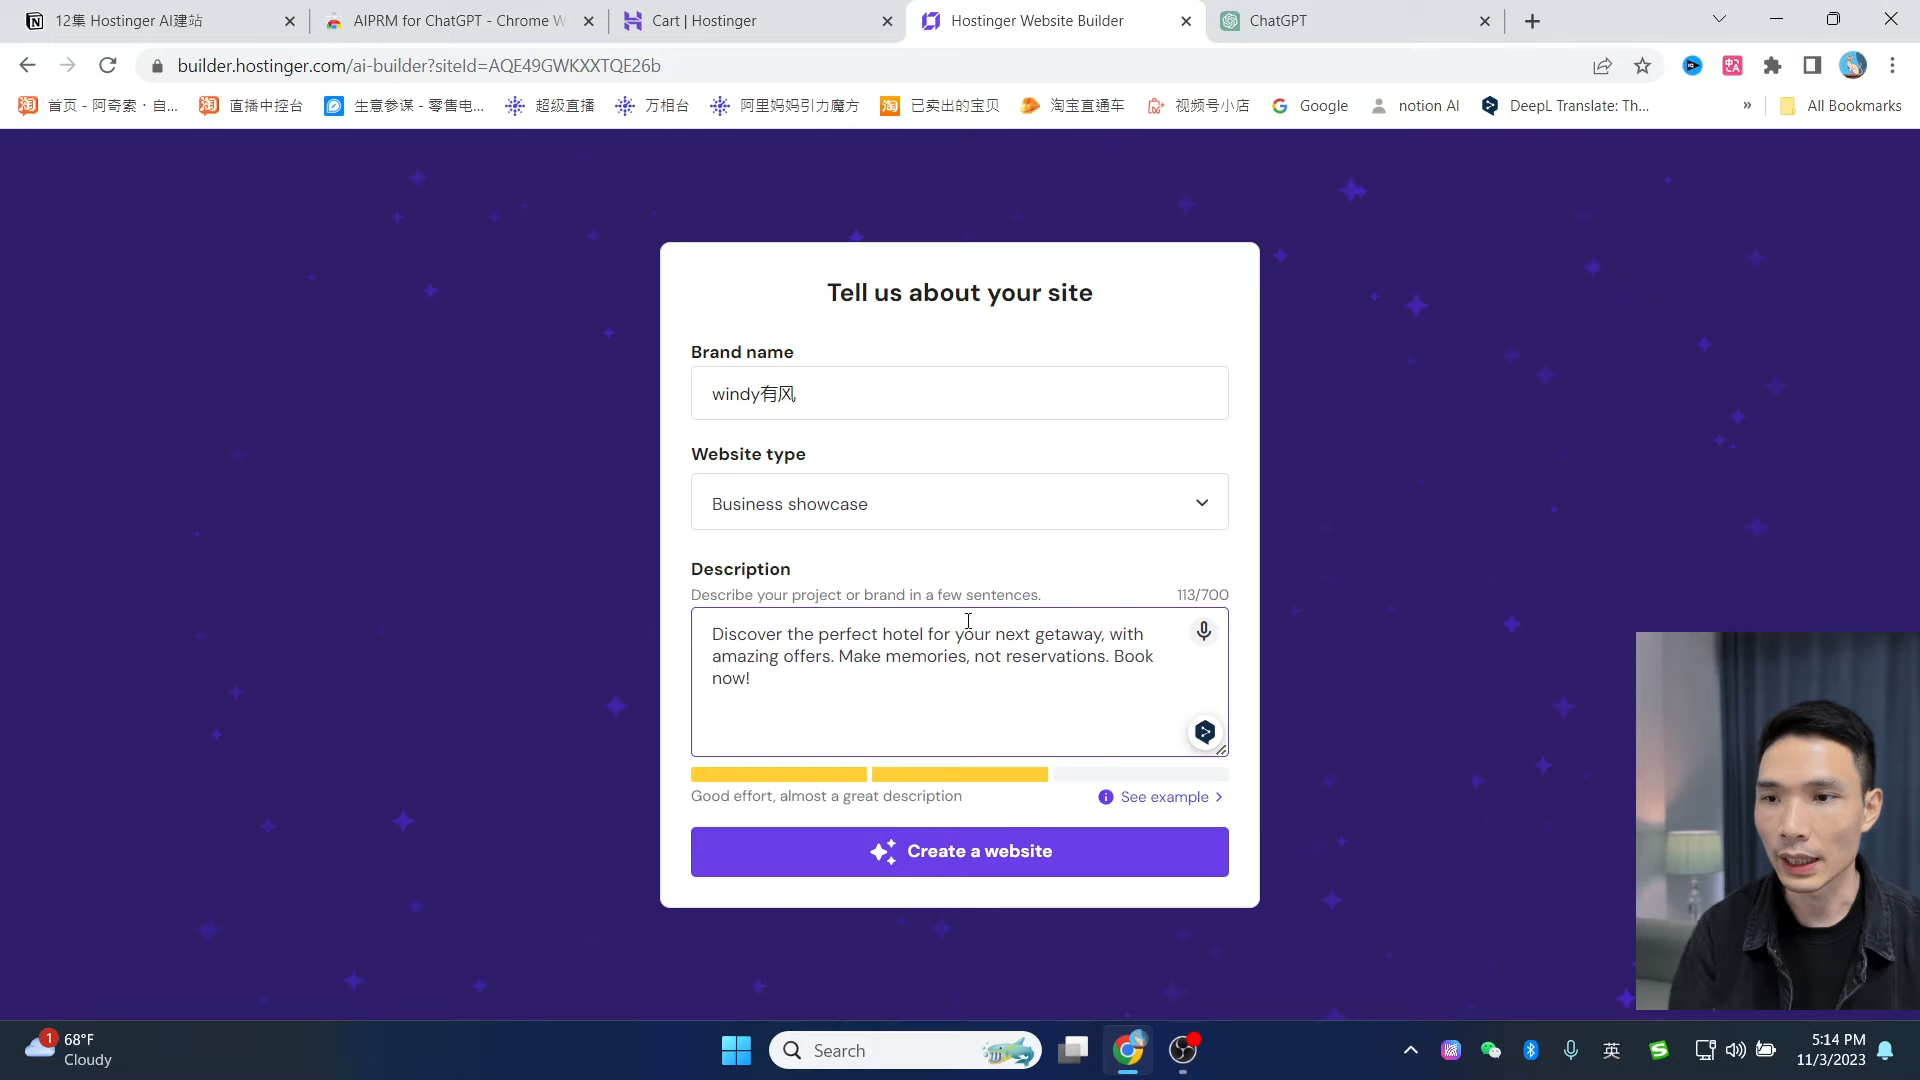 12集 Hostinger AI建站
AIPRM for ChatGPT - Chrome W
Cart | Hostinger
Hostinger Website Builder
ChatGPT
builder.hostinger.com/ai-builder?siteId=AQE49GWKXXTQE26b
首页 - 阿奇索 · 自...
直播中控台
生意参谋 - 零售电...
超级直播
万相台
阿里妈妈引力魔方
已卖出的宝贝
淘宝直通车
视频号小店
Google
notion AI
DeepL Translate: Th...
»
All Bookmarks
Tell us about your site
Brand name
windy有风
Website type
Business showcase
Description
Describe your project or brand in a few sentences.
113/700
Discover the perfect hotel for your next getaway, with
amazing offers. Make memories, not reservations. Book
now!
Good effort, almost a great description
See example
Create a website
1
68°F
Cloudy
Search
英
5:14 PM
11/3/2023